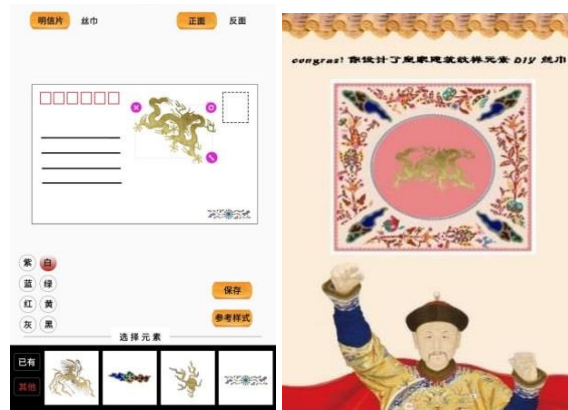 明信片 丝巾 正面 反面
紫 白
蓝 绿
红 黄
灰 黑
保存
参考样式
选择元素
已有
其他
congras! 你设计了皇家建筑纹样元素 DIY 丝巾